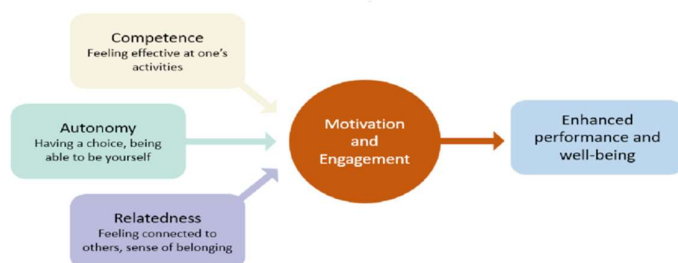 Competence
Feeling effective at one's
activities
Autonomy
Having a choice, being
able to be yourself
Relatedness
Feeling connected to
others, sense of belonging
Motivation
and
Engagement
Enhanced
performance and
well-being